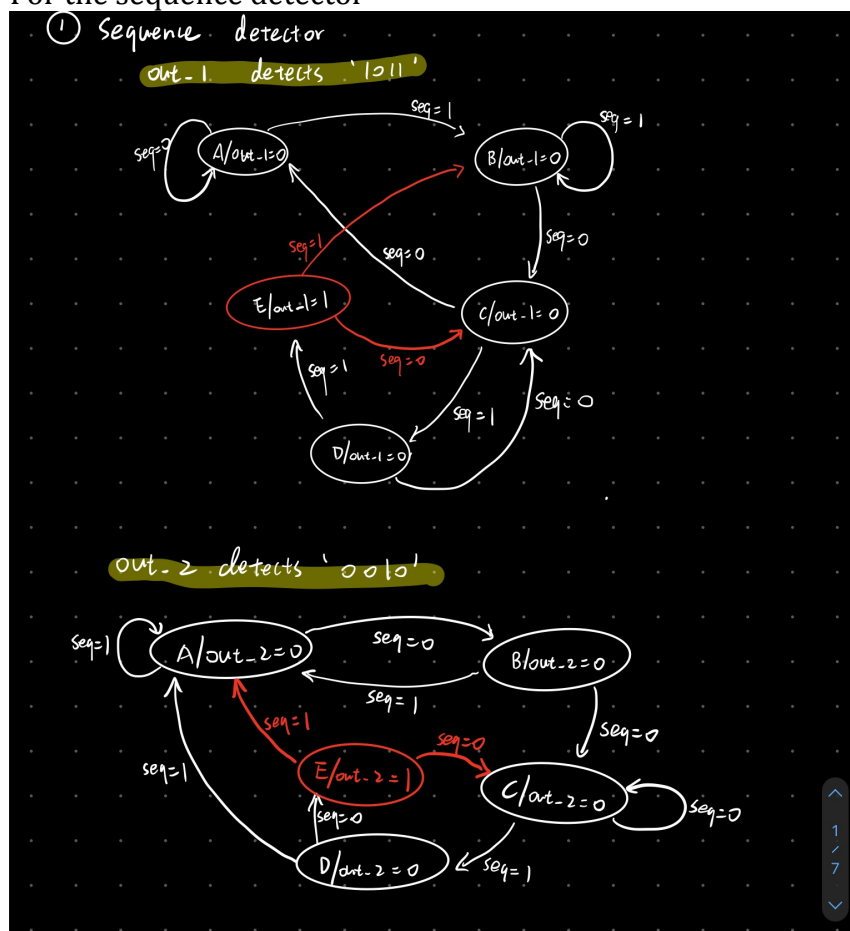 For the sequence detector
① Sequence detector
out_1 detects '1011'
seq=1
seq=1
seq=0
A/out_1=0
B/out_1=0
seq=1
seq=0
seq=0
E/out_1=1
C/out_1=0
seq=1
seq=0
seq=1
seq=0
D/out_1=0
out_2 detects '0010'
seq=1
A/out_2=0
seq=0
B/out_2=0
seq=1
seq=1
seq=0
seq=0
seq=1
E/out_2=1
C/out_2=0
seq=0
seq=0
D/out_2=0
seq=1
1
/
7